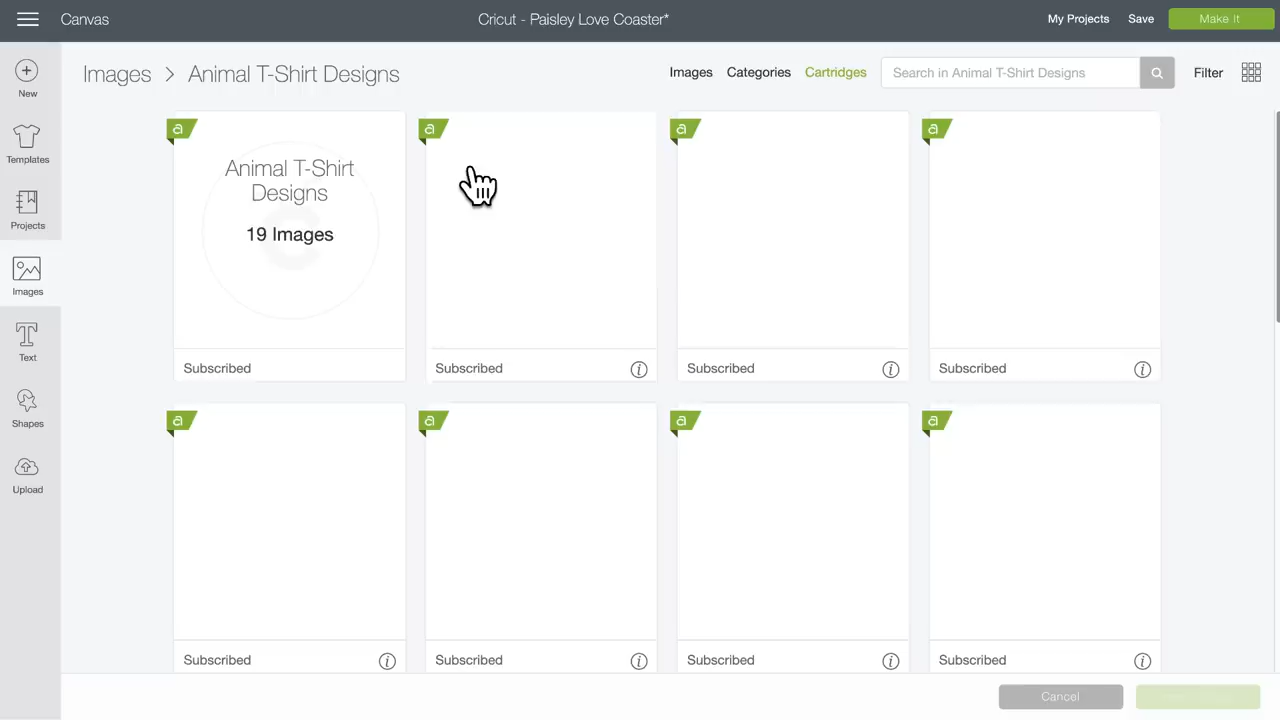 Canvas
Cricut - Paisley Love Coaster*
My Projects
Save
Make It
Images > Animal T-Shirt Designs
Images
Categories
Cartridges
Search in Animal T-Shirt Designs
Filter
New
Templates
Projects
Images
Text
Shapes
Upload
a
a
a
a
Animal T-Shirt
Designs
19 Images
Subscribed
Subscribed
Subscribed
Subscribed
a
a
a
a
Subscribed
Subscribed
Subscribed
Subscribed
Cancel